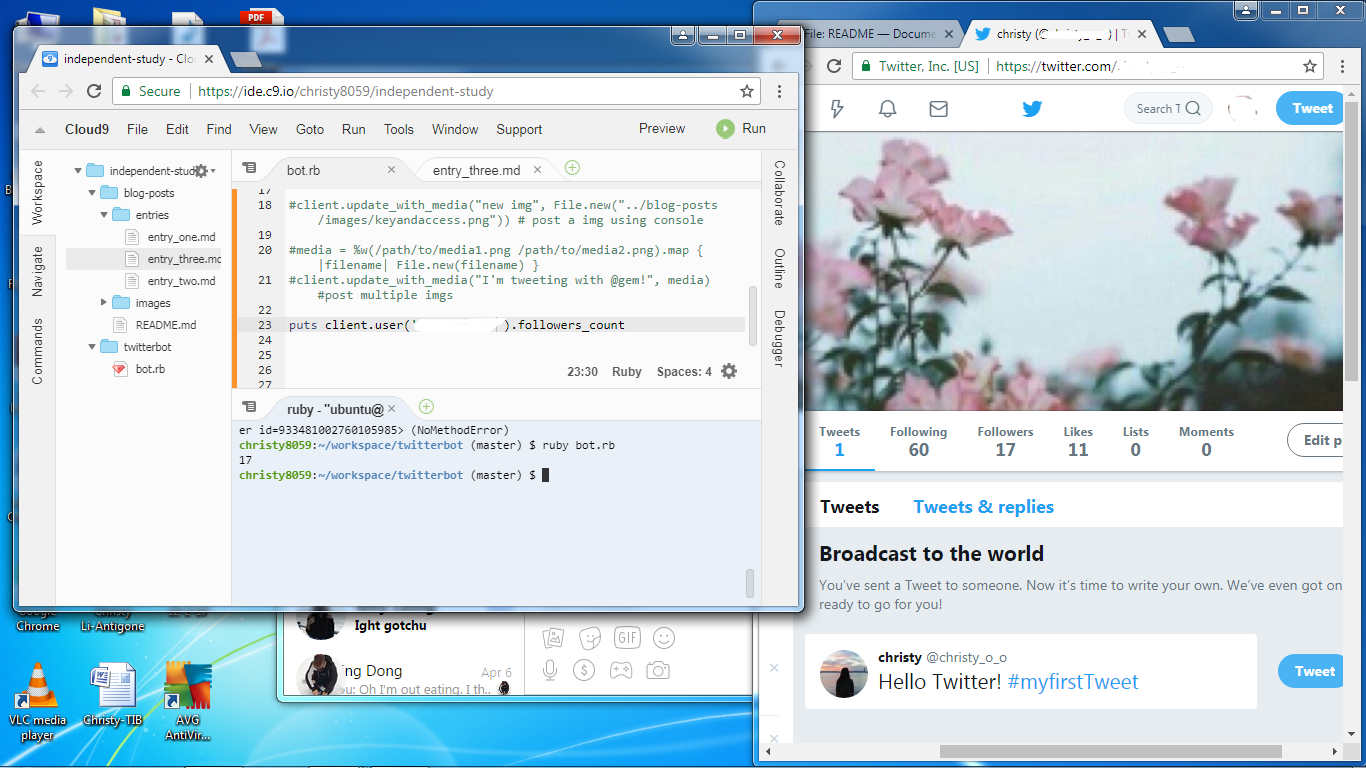 PDF
independent-study - Clo
Secure
https://ide.c9.io/christy8059/independent-study
Cloud9 File Edit Find View Goto Run Tools Window Support Preview Run
Workspace
Navigate
Commands
independent-stud
blog-posts
entries
entry_one.md
entry_three.md
entry_two.md
images
README.md
twitterbot
bot.rb
bot.rb
entry_three.md
17
18 #client.update_with_media("new img", File.new("../blog-posts
/images/keyandaccess.png")) # post a img using console
19
20 #media = %w(/path/to/media1.png /path/to/media2.png).map {
|filename| File.new(filename) }
21 #client.update_with_media("I'm tweeting with @gem!", media)
#post multiple imgs
22
23 puts client.user(' ').followers_count
24
25
26
27
23:30 Ruby Spaces: 4
Collaborate
Outline
Debugger
ruby - "ubuntu@
er id=933481002760105985> (NoMethodError)
christy8059:~/workspace/twitterbot (master) $ ruby bot.rb
17
christy8059:~/workspace/twitterbot (master) $
File: README — Docume
christy (@
) | T
Twitter, Inc. [US]
https://twitter.com/
Search T
Tweet
Tweets Following Followers Likes Lists Moments
1 60 17 11 0 0
Edit p
Tweets Tweets & replies
Broadcast to the world
You've sent a Tweet to someone. Now it's time to write your own. We've even got on
ready to go for you!
christy @christy_o_o
Hello Twitter! #myfirstTweet
Tweet
Google
Chrome
Christy
Li-Antigone
Ight gotchu
ing Dong
Apr 6
ou: Oh I'm out eating. I th..
GIF
VLC media
player
Christy-TIB
AVG
AntiVir...